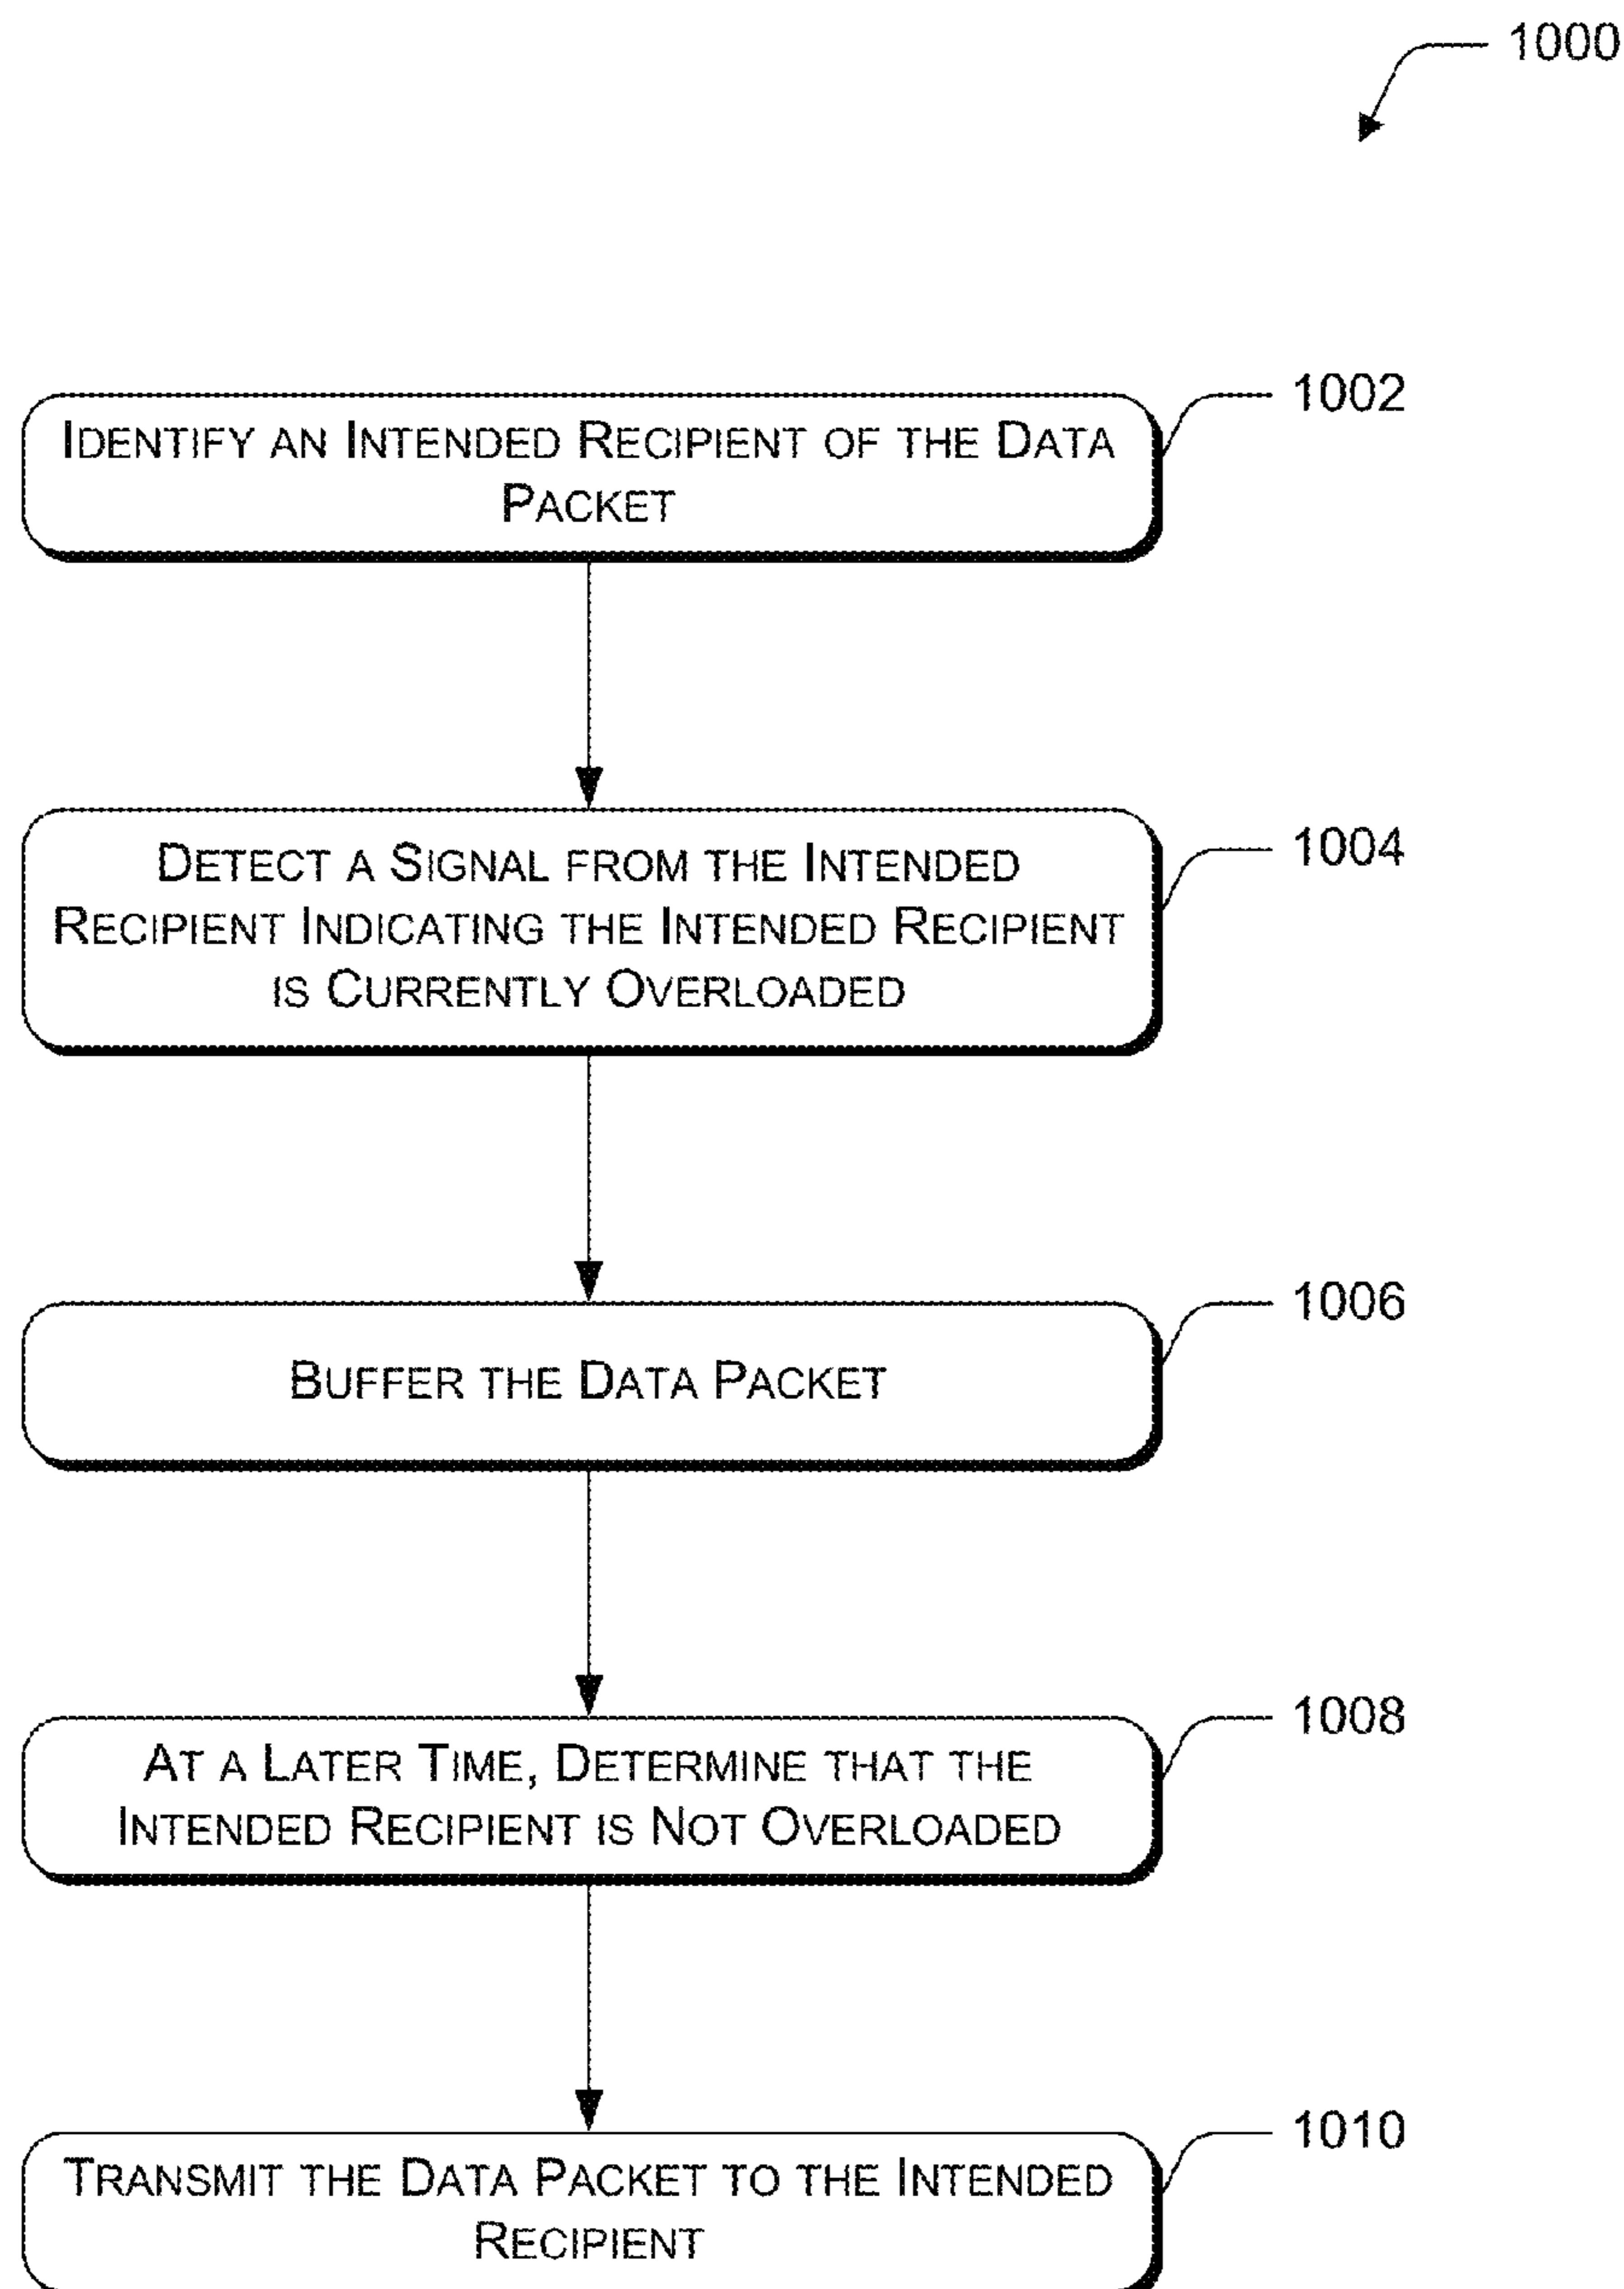 1000
1002
IDENTIFY AN INTENDED RECIPIENT OF THE DATA
PACKET
1004
DETECT A SIGNAL FROM THE INTENDED
RECIPIENT INDICATING THE INTENDED RECIPIENT
IS CURRENTLY OVERLOADED
1006
BUFFER THE DATA PACKET
1008
AT A LATER TIME, DETERMINE THAT THE
INTENDED RECIPIENT IS NOT OVERLOADED
1010
TRANSMIT THE DATA PACKET TO THE INTENDED
RECIPIENT